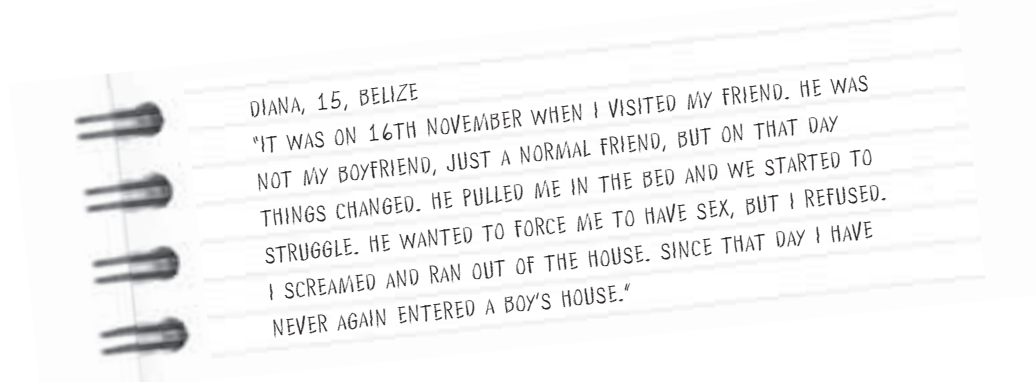 DIANA, 15, BELIZE
"IT WAS ON 16TH NOVEMBER WHEN I VISITED MY FRIEND. HE WAS
NOT MY BOYFRIEND, JUST A NORMAL FRIEND, BUT ON THAT DAY
THINGS CHANGED. HE PULLED ME IN THE BED AND WE STARTED TO
STRUGGLE. HE WANTED TO FORCE ME TO HAVE SEX, BUT I REFUSED.
I SCREAMED AND RAN OUT OF THE HOUSE. SINCE THAT DAY I HAVE
NEVER AGAIN ENTERED A BOY'S HOUSE."